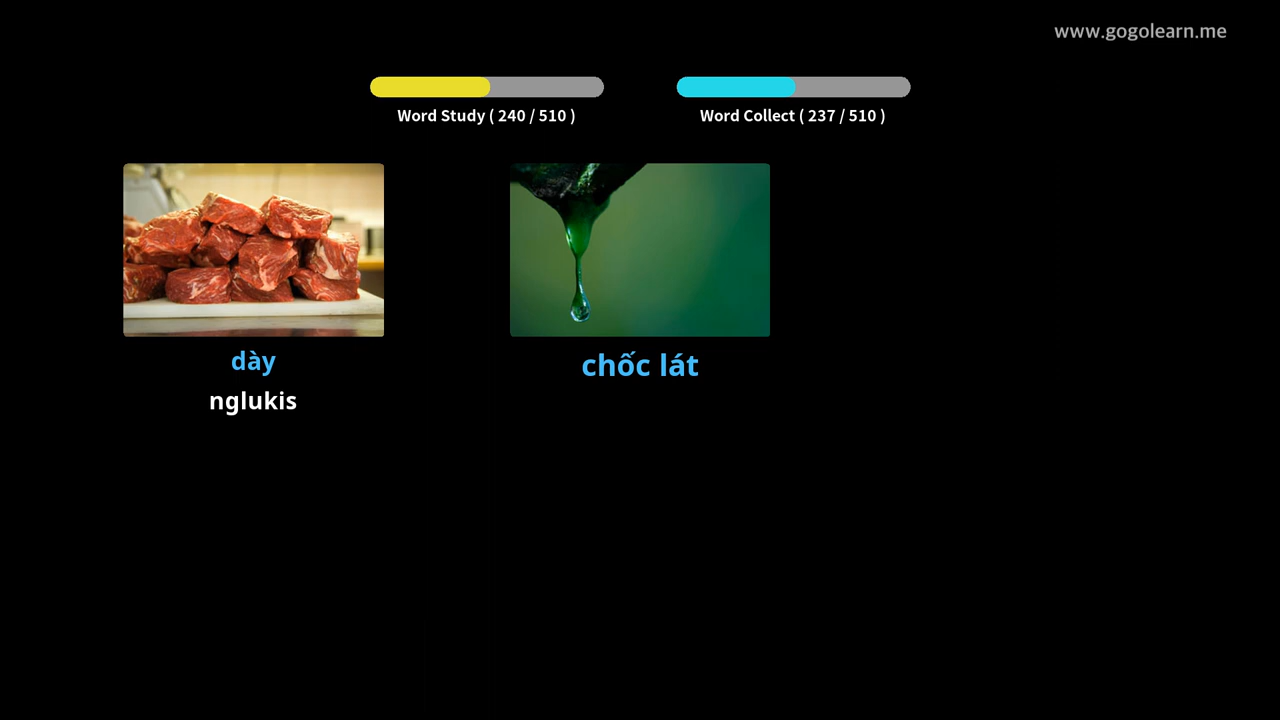 www.gogolearn.me
Word Study ( 240 / 510 )
Word Collect ( 237 / 510 )
dày
nglukis
chốc lát